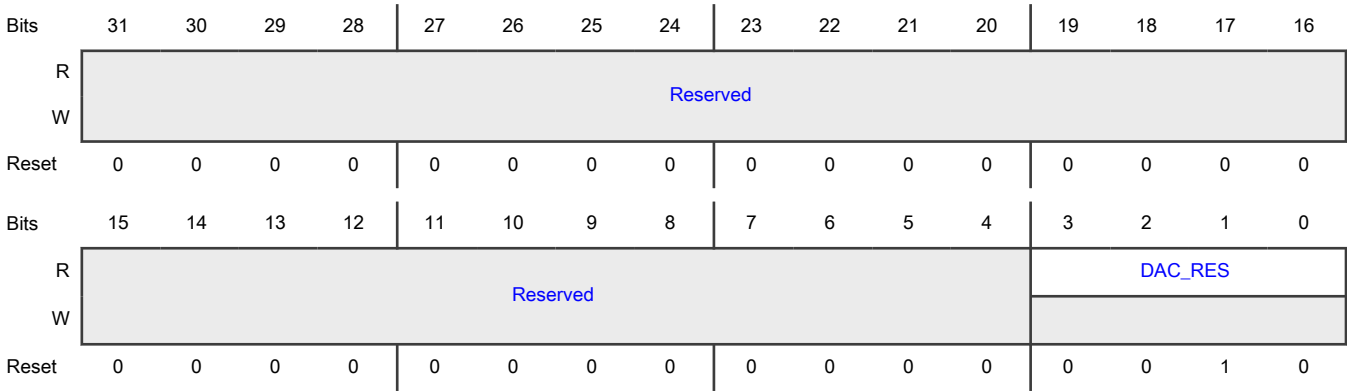 Bits 31 30 29 28 27 26 25 24 23 22 21 20 19 18 17 16
R
Reserved
W
Reset 0 0 0 0 0 0 0 0 0 0 0 0 0 0 0 0
Bits 15 14 13 12 11 10 9 8 7 6 5 4 3 2 1 0
R DAC_RES
Reserved
W
Reset 0 0 0 0 0 0 0 0 0 0 0 0 0 0 1 0